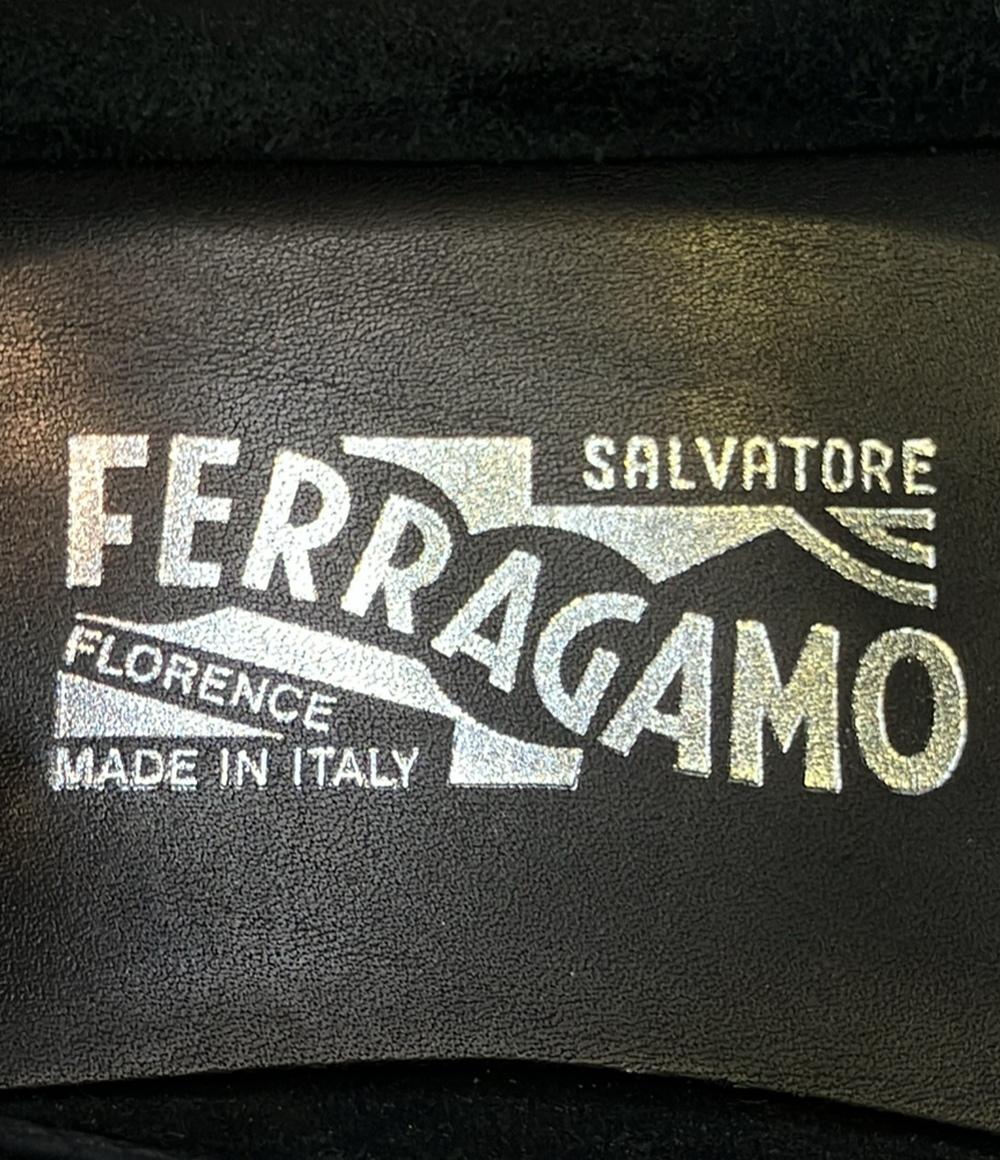 SALVATORE
FERRAGAMO
FLORENCE
MADE IN ITALY